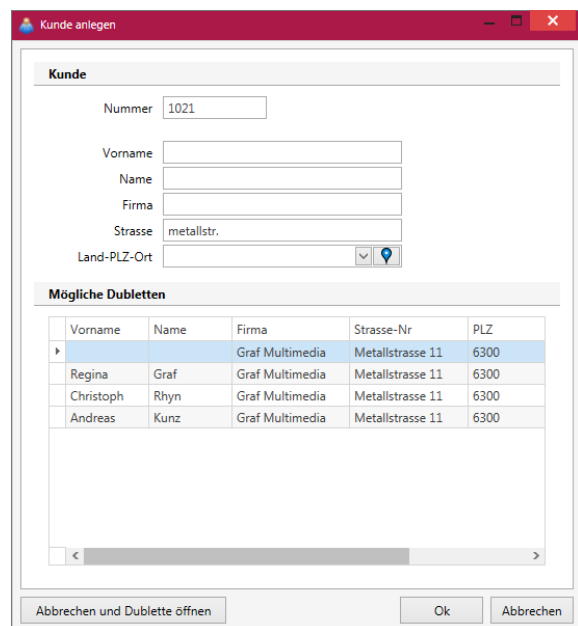 Kunde anlegen
Kunde
Nummer 1021
Vorname
Name
Firma
Strasse metallstr.
Land-PLZ-Ort
Mögliche Dubletten
Vorname Name Firma Strasse-Nr PLZ
Graf Multimedia Metallstrasse 11 6300
Regina Graf Graf Multimedia Metallstrasse 11 6300
Christoph Rhyn Graf Multimedia Metallstrasse 11 6300
Andreas Kunz Graf Multimedia Metallstrasse 11 6300
Abbrechen und Dublette öffnen Ok Abbrechen